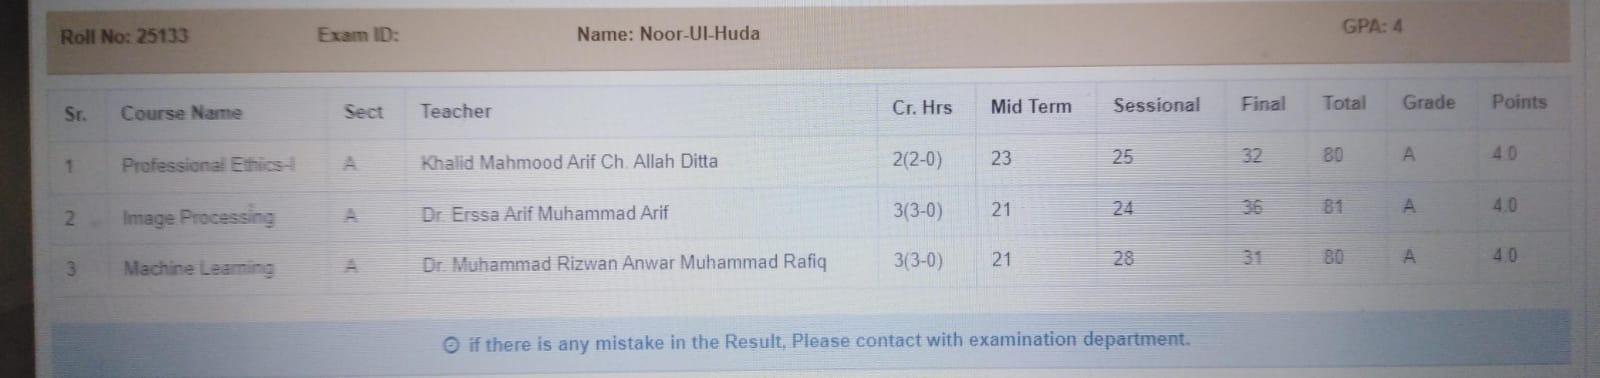 Roll No: 25133 Exam ID: Name: Noor-Ul-Huda GPA: 4
Sr. Course Name Sect Teacher Cr. Hrs Mid Term Sessional Final Total Grade Points
1 Professional Ethics-I A Khalid Mahmood Arif Ch. Allah Ditta 2(2-0) 23 25 32 80 A 4.0
2 Image Processing A Dr. Erssa Arif Muhammad Arif 3(3-0) 21 24 36 81 A 4.0
3 Machine Learning A Dr. Muhammad Rizwan Anwar Muhammad Rafiq 3(3-0) 21 28 31 80 A 4.0
if there is any mistake in the Result, Please contact with examination department.